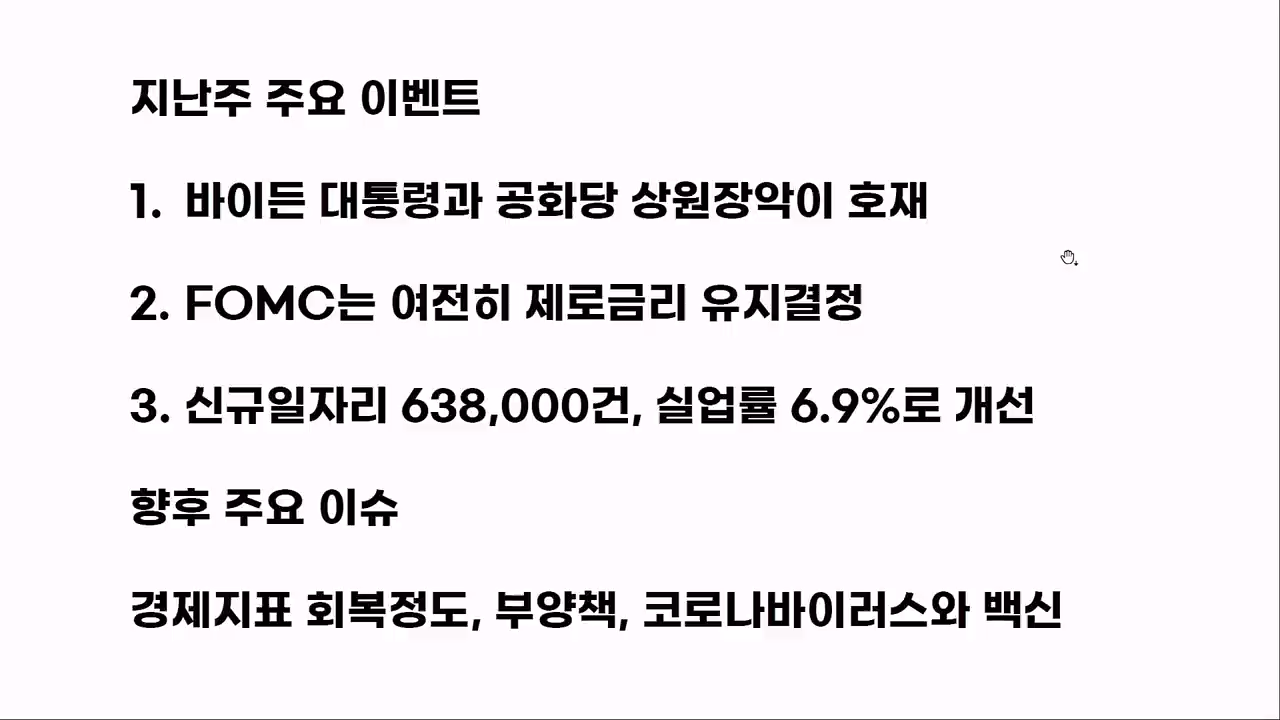 지난주 주요 이벤트
1. 바이든 대통령과 공화당 상원장악이 호재
2. FOMC는 여전히 제로금리 유지결정
3. 신규일자리 638,000건, 실업률 6.9%로 개선
향후 주요 이슈
경제지표 회복정도, 부양책, 코로나바이러스와 백신